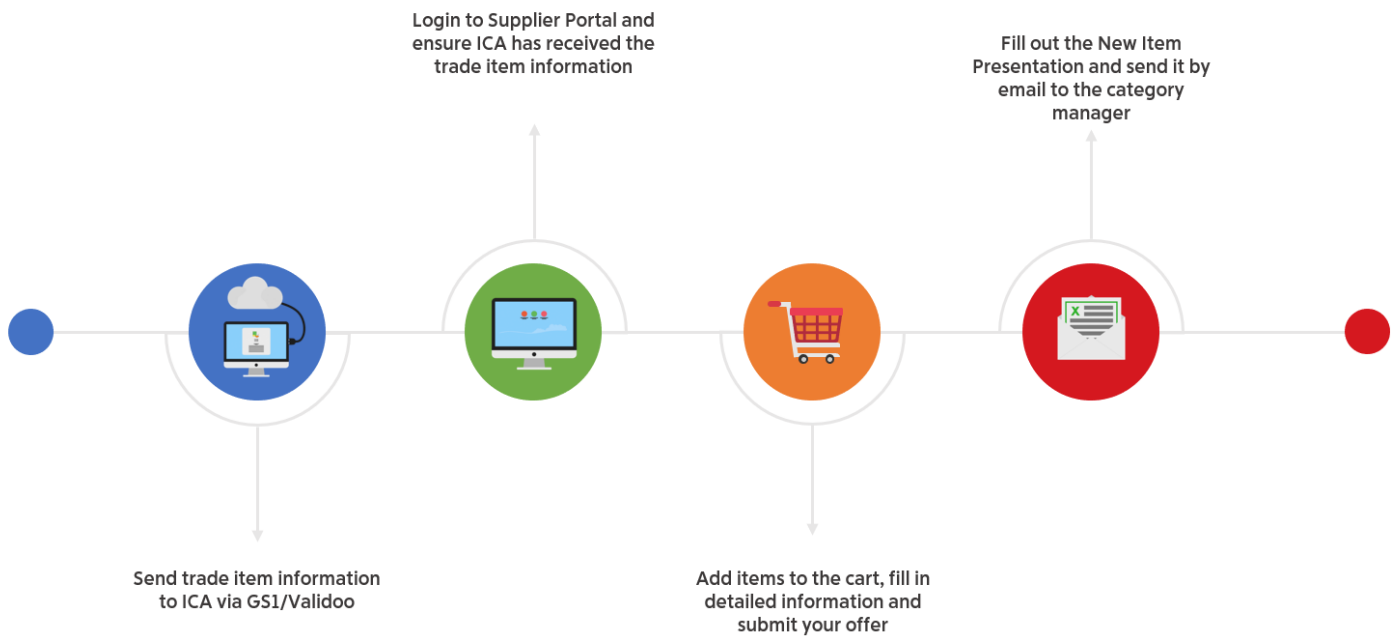 Login to Supplier Portal and
ensure ICA has received the
trade item information
Fill out the New Item
Presentation and send it by
email to the category
manager
X
Send trade item information
to ICA via GS1/Validoo
Add items to the cart, fill in
detailed information and
submit your offer